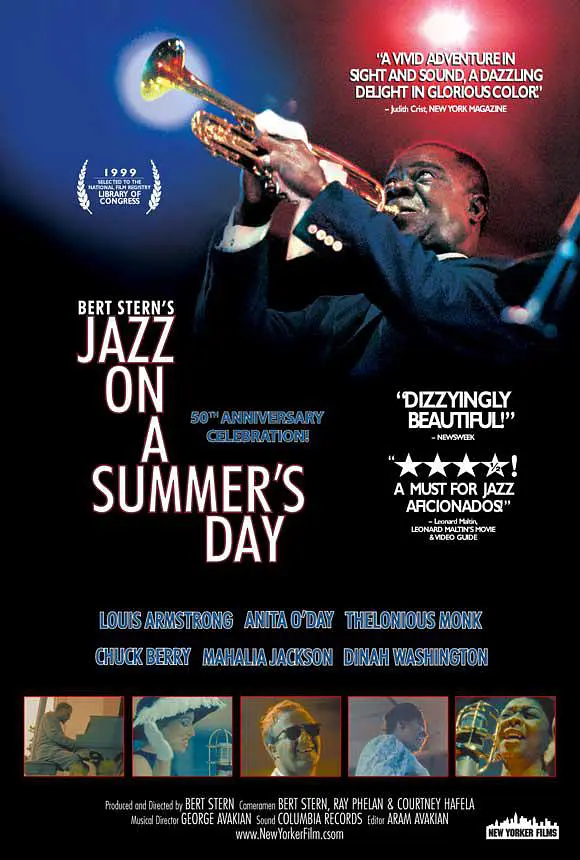 "A VIVID ADVENTURE IN
SIGHT AND SOUND, A DAZZLING
DELIGHT IN GLORIOUS COLOR!"
– Judith Crist, NEW YORK MAGAZINE
1999
SELECTED TO THE
NATIONAL FILM REGISTRY
LIBRARY OF
CONGRESS
BERT STERN'S
JAZZ
ON
A
SUMMER'S
DAY
50TH ANNIVERSARY
CELEBRATION!
"DIZZYINGLY
BEAUTIFUL!"
– NEWSWEEK
"★★★½!
A MUST FOR JAZZ
AFICIONADOS!"
– Leonard Maltin,
LEONARD MALTIN'S MOVIE
& VIDEO GUIDE
LOUIS ARMSTRONG ANITA O'DAY THELONIOUS MONK
CHUCK BERRY MAHALIA JACKSON DINAH WASHINGTON
Produced and Directed by BERT STERN Cameramen BERT STERN, RAY PHELAN & COURTNEY HAFELA
Musical Director GEORGE AVAKIAN Sound COLUMBIA RECORDS Editor ARAM AVAKIAN
www.NewYorkerFilm.com
NEW YORKER FILMS